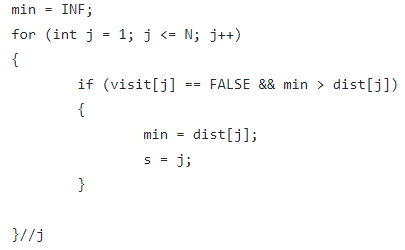 min = INF;
for (int j = 1; j <= N; j++)
{
if (visit[j] == FALSE && min > dist[j])
{
min = dist[j];
s = j;
}
}//j